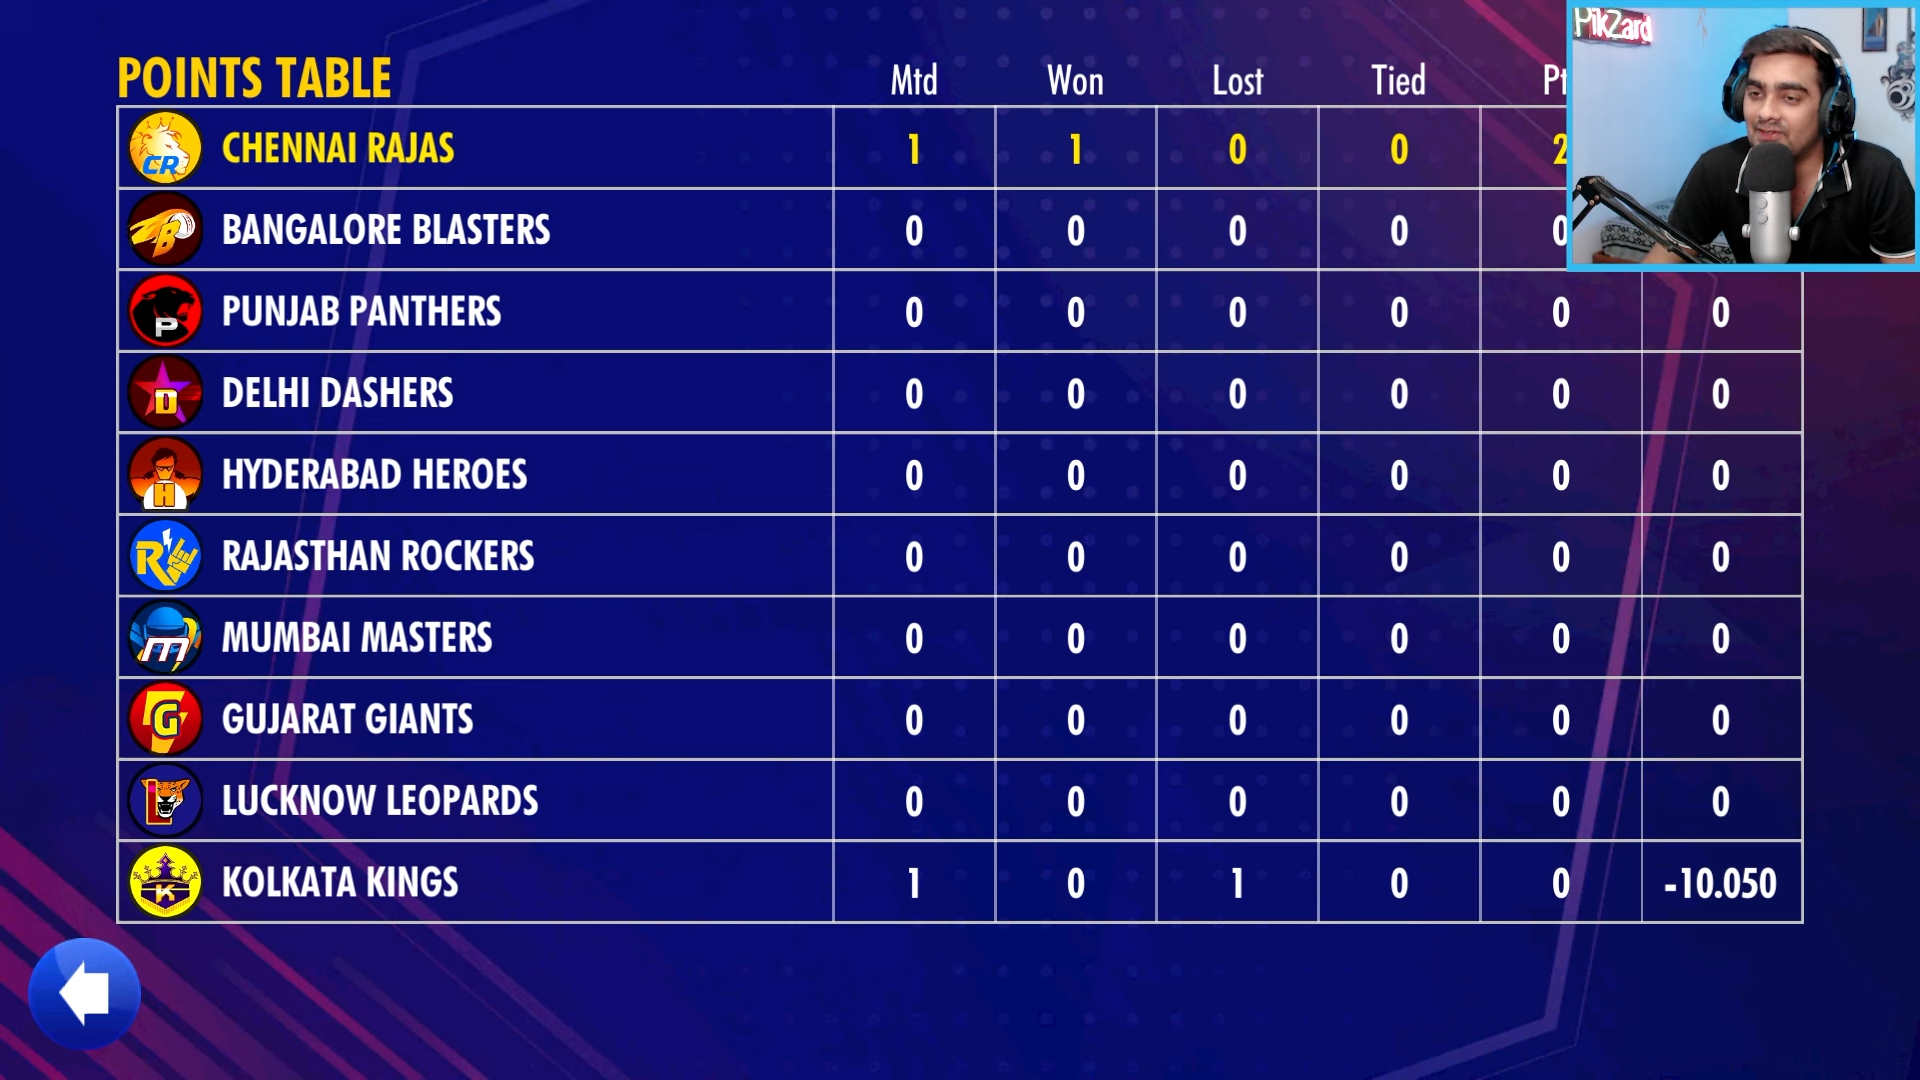 PikZard
POINTS TABLE Mtd Won Lost Tied
CR CHENNAI RAJAS 1 1 0 0 2
B BANGALORE BLASTERS 0 0 0 0 0
P PUNJAB PANTHERS 0 0 0 0 0 0
D DELHI DASHERS 0 0 0 0 0 0
H HYDERABAD HEROES 0 0 0 0 0 0
R RAJASTHAN ROCKERS 0 0 0 0 0 0
m MUMBAI MASTERS 0 0 0 0 0 0
G GUJARAT GIANTS 0 0 0 0 0 0
L LUCKNOW LEOPARDS 0 0 0 0 0 0
K KOLKATA KINGS 1 0 1 0 0 -10.050